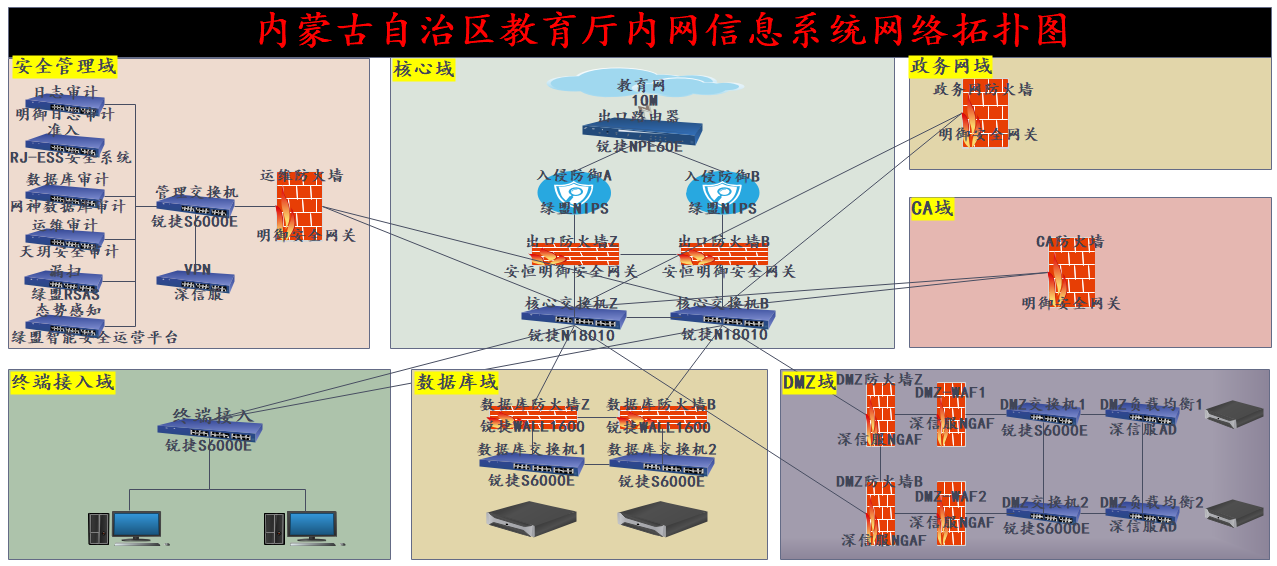 内蒙古自治区教育厅内网信息系统网络拓扑图
安全管理域
日志审计
明御日志审计
准入
RJ-ESS安全系统
数据库审计
网神数据库审计
运维审计
天玥安全审计
漏扫
绿盟RSAS
态势感知
绿盟智能安全运营平台
管理交换机
锐捷S6000E
VPN
深信服
运维防火墙
明御安全网关
核心域
教育网
10M
出口路由器
锐捷NPE60E
入侵防御A
绿盟NIPS
入侵防御B
绿盟NIPS
出口防火墙Z
安恒明御安全网关
出口防火墙B
安恒明御安全网关
核心交换机Z
锐捷N18010
核心交换机B
锐捷N18010
政务网域
政务网防火墙
明御安全网关
CA域
CA防火墙
明御安全网关
终端接入域
终端接入
锐捷S6000E
数据库域
数据库防火墙Z
锐捷WALL1600
数据库防火墙B
锐捷WALL1600
数据库交换机1
锐捷S6000E
数据库交换机2
锐捷S6000E
DMZ域
DMZ防火墙Z
深信服NGAF
DMZ-WAF1
深信服NGAF
DMZ交换机1
锐捷S6000E
DMZ负载均衡1
深信服AD
DMZ防火墙B
深信服NGAF
DMZ-WAF2
深信服NGAF
DMZ交换机2
锐捷S6000E
DMZ负载均衡2
深信服AD